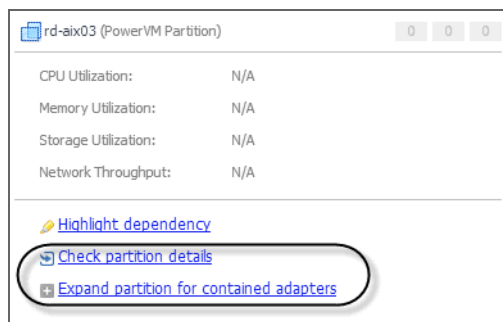 rd-aix03 (PowerVM Partition) 0 0 0
CPU Utilization: N/A
Memory Utilization: N/A
Storage Utilization: N/A
Network Throughput: N/A
Highlight dependency
Check partition details
Expand partition for contained adapters